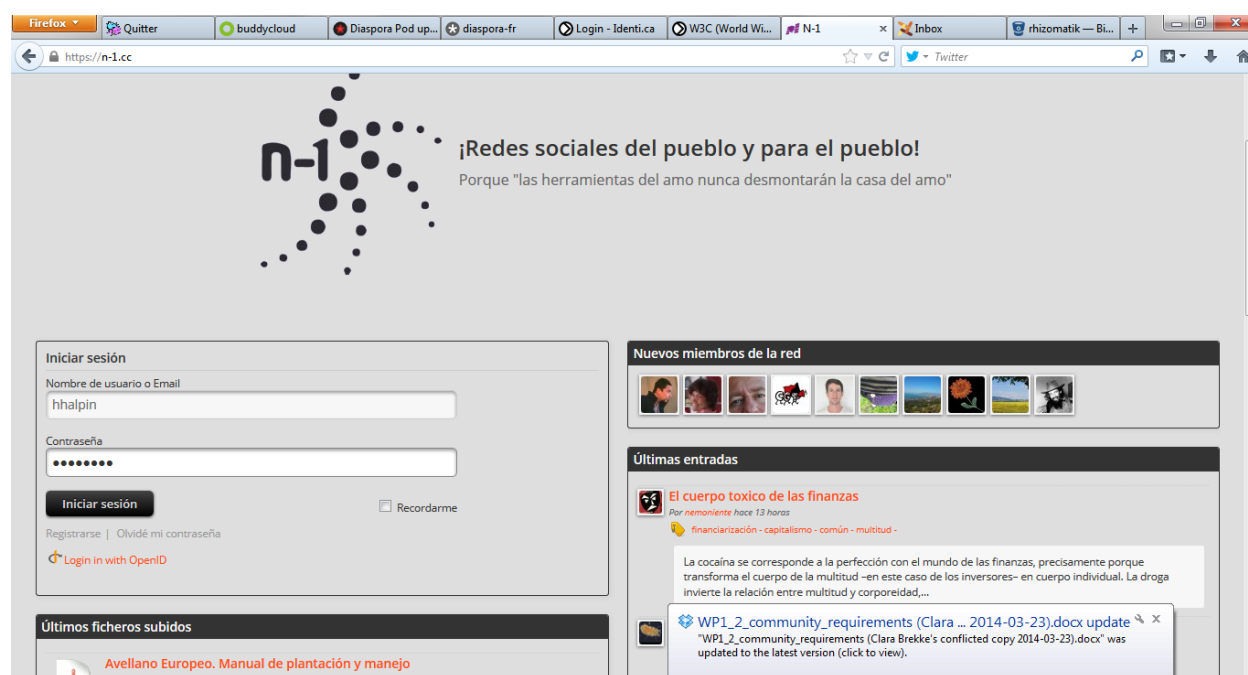 Firefox
Quitter
buddycloud
Diaspora Pod up...
diaspora-fr
Login - Identi.ca
W3C (World Wi...
N-1
Inbox
rhizomatik — Bi...
https://n-1.cc
Twitter
n-1
¡Redes sociales del pueblo y para el pueblo!
Porque "las herramientas del amo nunca desmontarán la casa del amo"
Iniciar sesión
Nombre de usuario o Email
hhalpin
Contraseña
••••••••
Iniciar sesión
Recordarme
Registrarse | Olvidé mi contraseña
Login in with OpenID
Últimos ficheros subidos
Avellano Europeo. Manual de plantación y manejo
Nuevos miembros de la red
Últimas entradas
El cuerpo toxico de las finanzas
Por nemoniente hace 13 horas
financiarización - capitalismo - común - multitud -
La cocaína se corresponde a la perfección con el mundo de las finanzas, precisamente porque
transforma el cuerpo de la multitud –en este caso de los inversores– en cuerpo individual. La droga
invierte la relación entre multitud y corporeidad,...
WP1_2_community_requirements (Clara ... 2014-03-23).docx update
"WP1_2_community_requirements (Clara Brekke's conflicted copy 2014-03-23).docx" was
updated to the latest version (click to view).